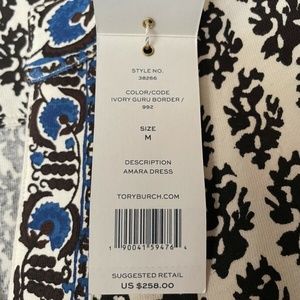 STYLE NO.
38266
COLOR/CODE
IVORY GURU BORDER /
992
SIZE
M
DESCRIPTION
AMARA DRESS
TORYBURCH.COM
1 90041 59476 4
SUGGESTED RETAIL
US $258.00